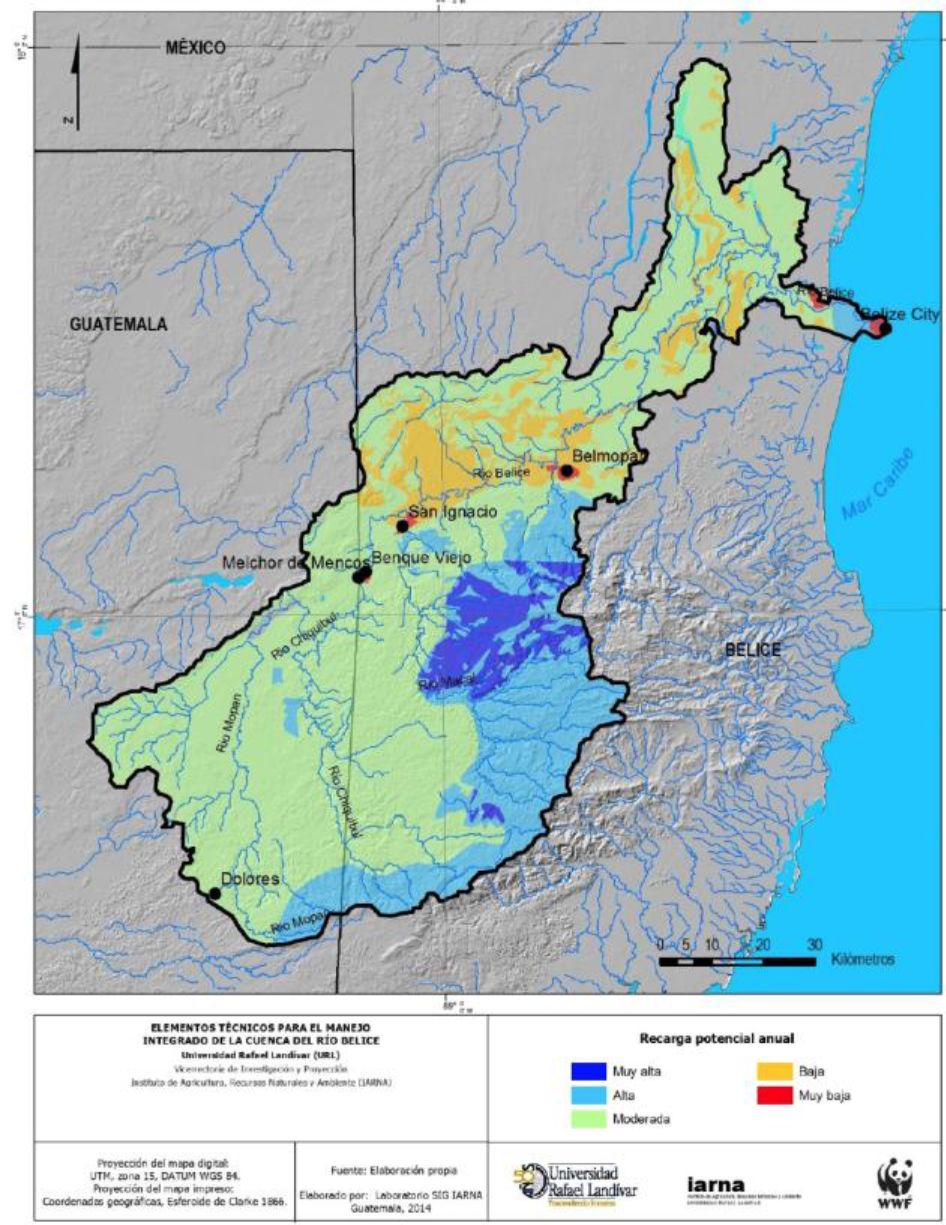 MÉXICO
N
GUATEMALA
Río Belice
Belize City
Belmopan
Río Belice
San Ignacio
Mar Caribe
Melchor de Mencos
Benque Viejo
Río Chiquibul
BELICE
Río Macal
Río Mopan
Río Chiquibul
Dolores
Río Mopan
0 5 10 20 30
Kilómetros
ELEMENTOS TÉCNICOS PARA EL MANEJO
INTEGRADO DE LA CUENCA DEL RÍO BELICE
Universidad Rafael Landívar (URL)
Vicerrectoría de Investigación y Proyección
Instituto de Agricultura, Recursos Naturales y Ambiente (IARNA)
Recarga potencial anual
Muy alta
Alta
Moderada
Baja
Muy baja
Proyección del mapa digital:
UTM, zona 15, DATUM WGS 84.
Proyección del mapa impreso:
Coordenadas geográficas, Esferoide de Clarke 1866.
Fuente: Elaboración propia
Elaborado por: Laboratorio SIG IARNA
Guatemala, 2014
Universidad
Rafael Landívar
iarna
WWF